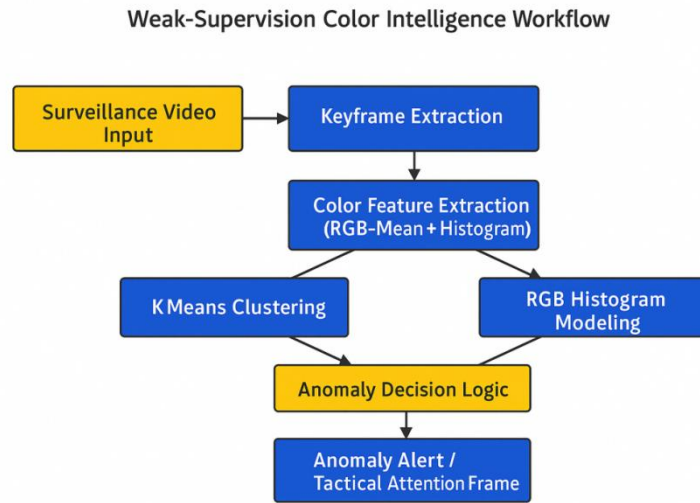 Weak-Supervision Color Intelligence Workflow
Surveillance Video
Input
Keyframe Extraction
Color Feature Extraction
(RGB-Mean + Histogram)
K Means Clustering
RGB Histogram
Modeling
Anomaly Decision Logic
Anomaly Alert /
Tactical Attention Frame